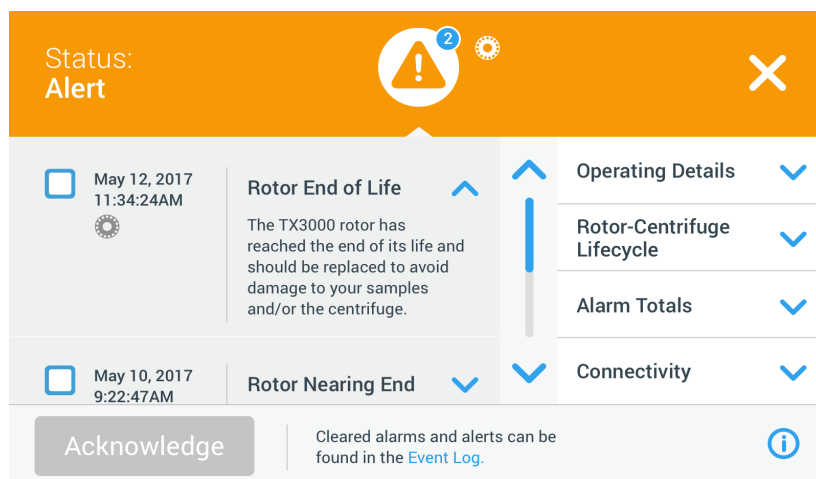 Status:
Alert
2
May 12, 2017
11:34:24AM
Rotor End of Life
The TX3000 rotor has
reached the end of its life and
should be replaced to avoid
damage to your samples
and/or the centrifuge.
May 10, 2017
9:22:47AM
Rotor Nearing End
Operating Details
Rotor-Centrifuge
Lifecycle
Alarm Totals
Connectivity
Acknowledge
Cleared alarms and alerts can be
found in the Event Log.